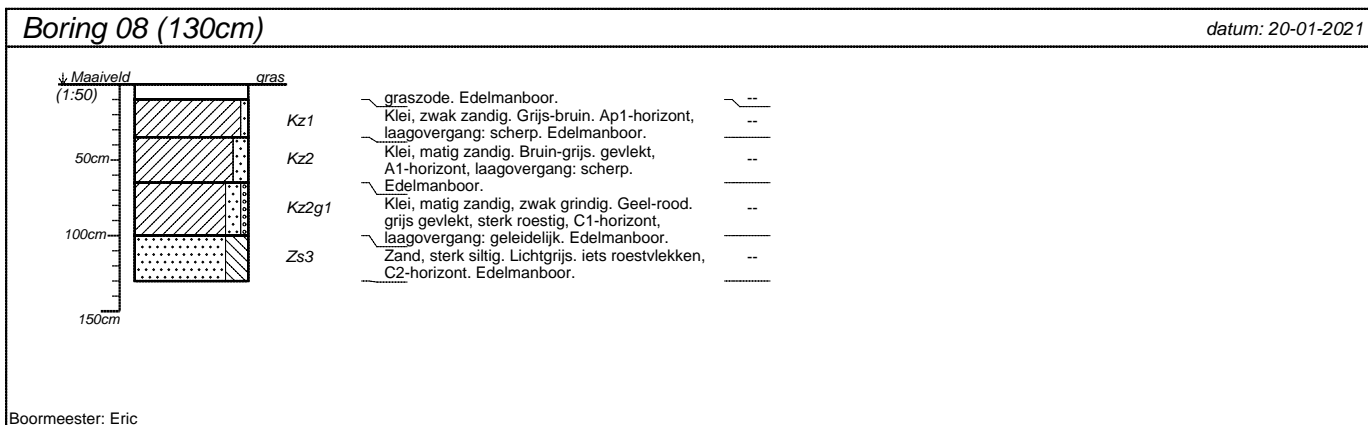 Boring 08 (130cm)
datum: 20-01-2021
Maaiveld
gras
(1:50)
graszode. Edelmanboor.
--
Kz1
Klei, zwak zandig. Grijs-bruin. Ap1-horizont,
laagovergang: scherp. Edelmanboor.
--
50cm
Kz2
Klei, matig zandig. Bruin-grijs. gevlekt,
A1-horizont, laagovergang: scherp.
Edelmanboor.
--
Kz2g1
Klei, matig zandig, zwak grindig. Geel-rood.
grijs gevlekt, sterk roestig, C1-horizont,
laagovergang: geleidelijk. Edelmanboor.
--
100cm
Zs3
Zand, sterk siltig. Lichtgrijs. iets roestvlekken,
C2-horizont. Edelmanboor.
--
150cm
Boormeester: Eric